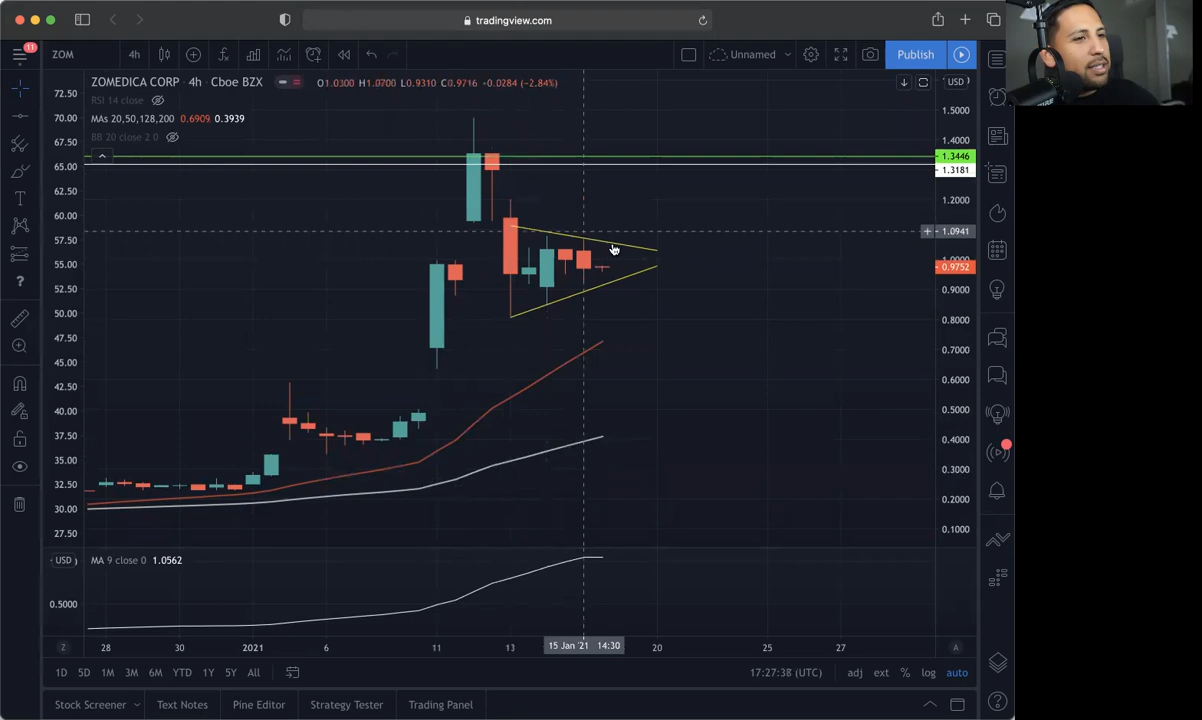 tradingview.com
11
ZOM
4h
Unnamed
Publish
ZOMEDICA CORP · 4h · Cboe BZX
O1.0300 H1.0700 L0.9310 C0.9716 -0.0284 (-2.84%)
USD
RSI 14 close
MAs 20,50,128,200 0.6909 0.3939
BB 20 close 2 0
72.50
70.00
67.50
65.00
62.50
60.00
57.50
55.00
52.50
50.00
47.50
45.00
42.50
40.00
37.50
35.00
32.50
30.00
27.50
1.5000
1.4000
1.3446
1.3181
1.2000
1.0941
0.9752
0.9000
0.8000
0.7000
0.6000
0.5000
0.4000
0.3000
0.2000
0.1000
USD
MA 9 close 0 1.0562
0.5000
Z
28
30
2021
6
11
13
15 Jan '21 14:30
20
25
27
A
1D 5D 1M 3M 6M YTD 1Y 5Y All
17:27:38 (UTC)
adj
ext
%
log
auto
Stock Screener
Text Notes
Pine Editor
Strategy Tester
Trading Panel